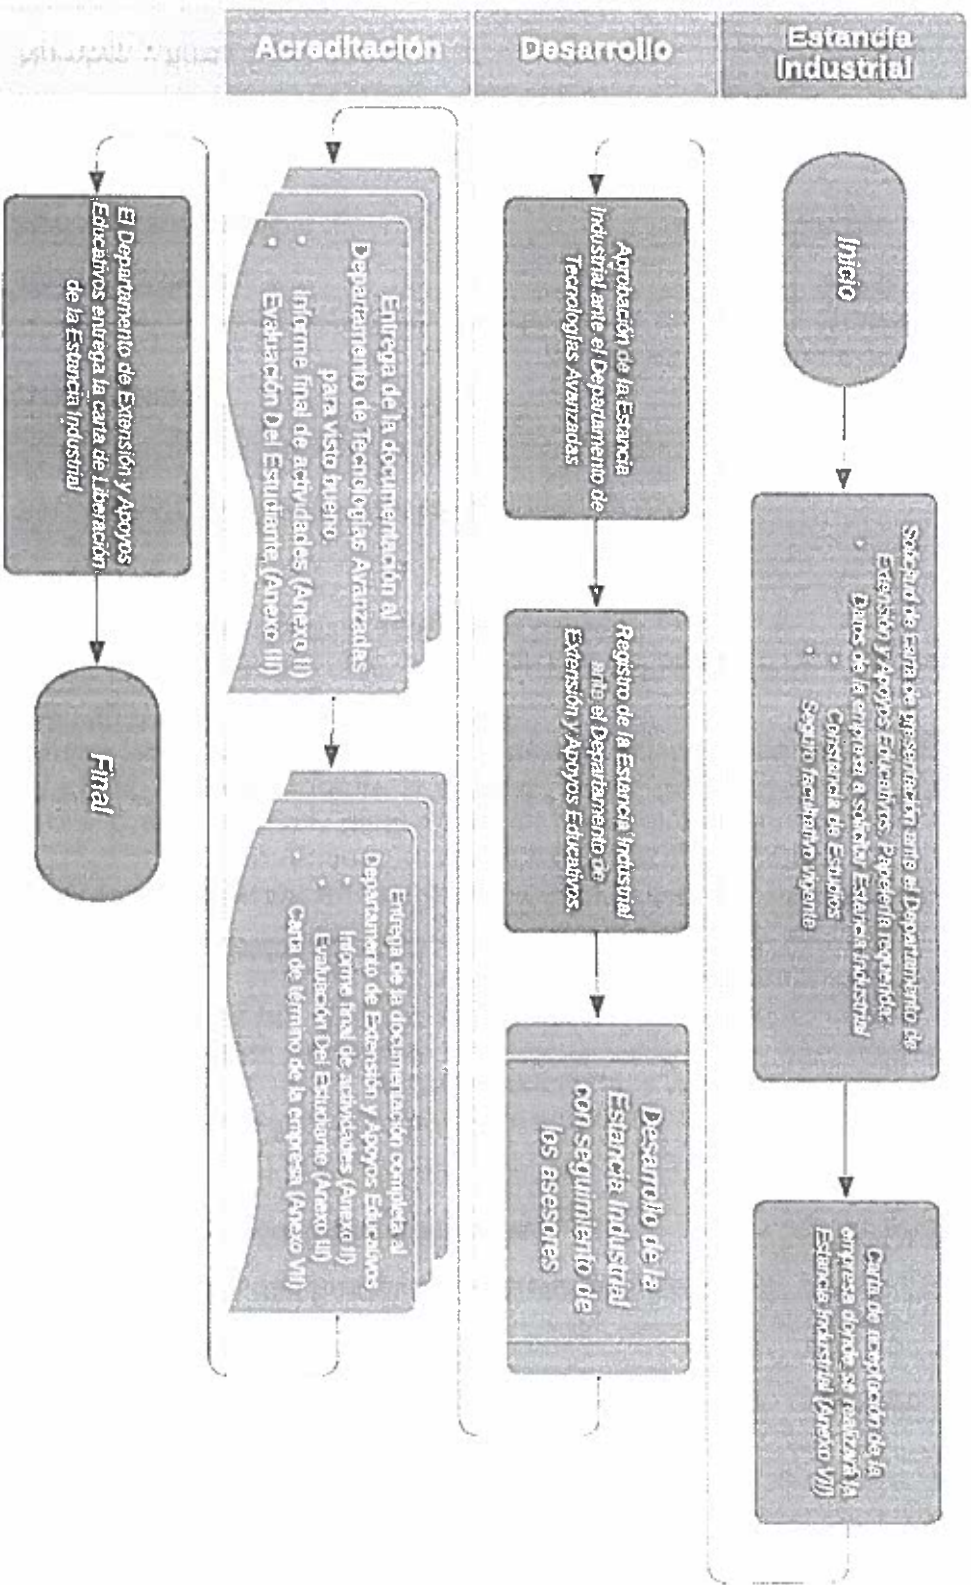 Estancia
Industrial
Inicio
Solicitud de Carta de presentación ante el Departamento de
Extensión y Apoyos Educativos. Papelería requerida:
• Datos de la empresa a solicitar Estancia Industrial
• Constancia de Estudios
• Seguro facultativo vigente
Carta de aceptación de la
empresa donde se realizará la
Estancia Industrial (Anexo VII)
Desarrollo
Aprobación de la Estancia
Industrial ante el Departamento de
Tecnologías Avanzadas
Registro de la Estancia Industrial
ante el Departamento de
Extensión y Apoyos Educativos.
Desarrollo de la
Estancia Industrial
con seguimiento de
los asesores
Acreditación
Entrega de la documentación al
Departamento de Tecnologías Avanzadas
para visto bueno
• Informe final de actividades (Anexo II)
• Evaluación Del Estudiante (Anexo III)
Entrega de la documentación completa al
Departamento de Extensión y Apoyos Educativos
• Informe final de actividades (Anexo II)
• Evaluación Del Estudiante (Anexo III)
• Carta de término de la empresa (Anexo VII)
El Departamento de Extensión y Apoyos
Educativos entrega la carta de Liberación
de la Estancia Industrial
Final